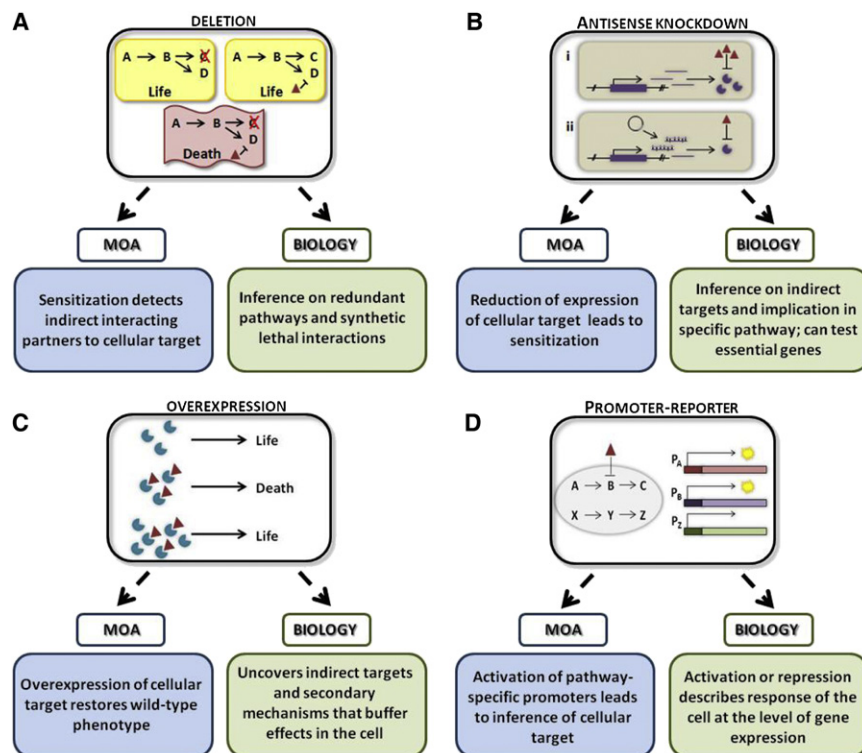 A
DELETION
A → B → C
D
Life
A → B → C
D
Life
A → B → C
D
Death
MOA
BIOLOGY
Sensitization detects
indirect interacting
partners to cellular target
Inference on redundant
pathways and synthetic
lethal interactions
B
ANTISENSE KNOCKDOWN
i
ii
MOA
BIOLOGY
Reduction of expression
of cellular target leads to
sensitization
Inference on indirect
targets and implication in
specific pathway; can test
essential genes
C
OVEREXPRESSION
Life
Death
Life
MOA
BIOLOGY
Overexpression of cellular
target restores wild-type
phenotype
Uncovers indirect targets
and secondary
mechanisms that buffer
effects in the cell
D
PROMOTER-REPORTER
A → B → C
X → Y → Z
PA
PB
PZ
MOA
BIOLOGY
Activation of pathway-
specific promoters leads
to inference of cellular
target
Activation or repression
describes response of the
cell at the level of gene
expression